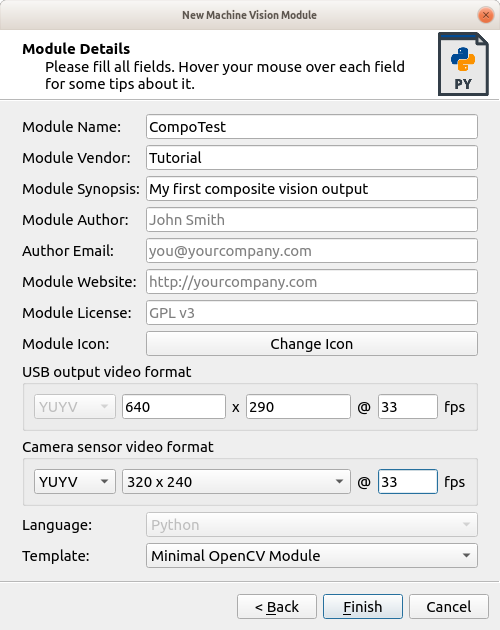 New Machine Vision Module
Module Details
Please fill all fields. Hover your mouse over each field
for some tips about it.
PY
Module Name: CompoTest
Module Vendor: Tutorial
Module Synopsis: My first composite vision output
Module Author: John Smith
Author Email: you@yourcompany.com
Module Website: http://yourcompany.com
Module License: GPL v3
Module Icon: Change Icon
USB output video format
YUYV 640 x 290 @ 33 fps
Camera sensor video format
YUYV 320 x 240 @ 33 fps
Language: Python
Template: Minimal OpenCV Module
< Back Finish Cancel